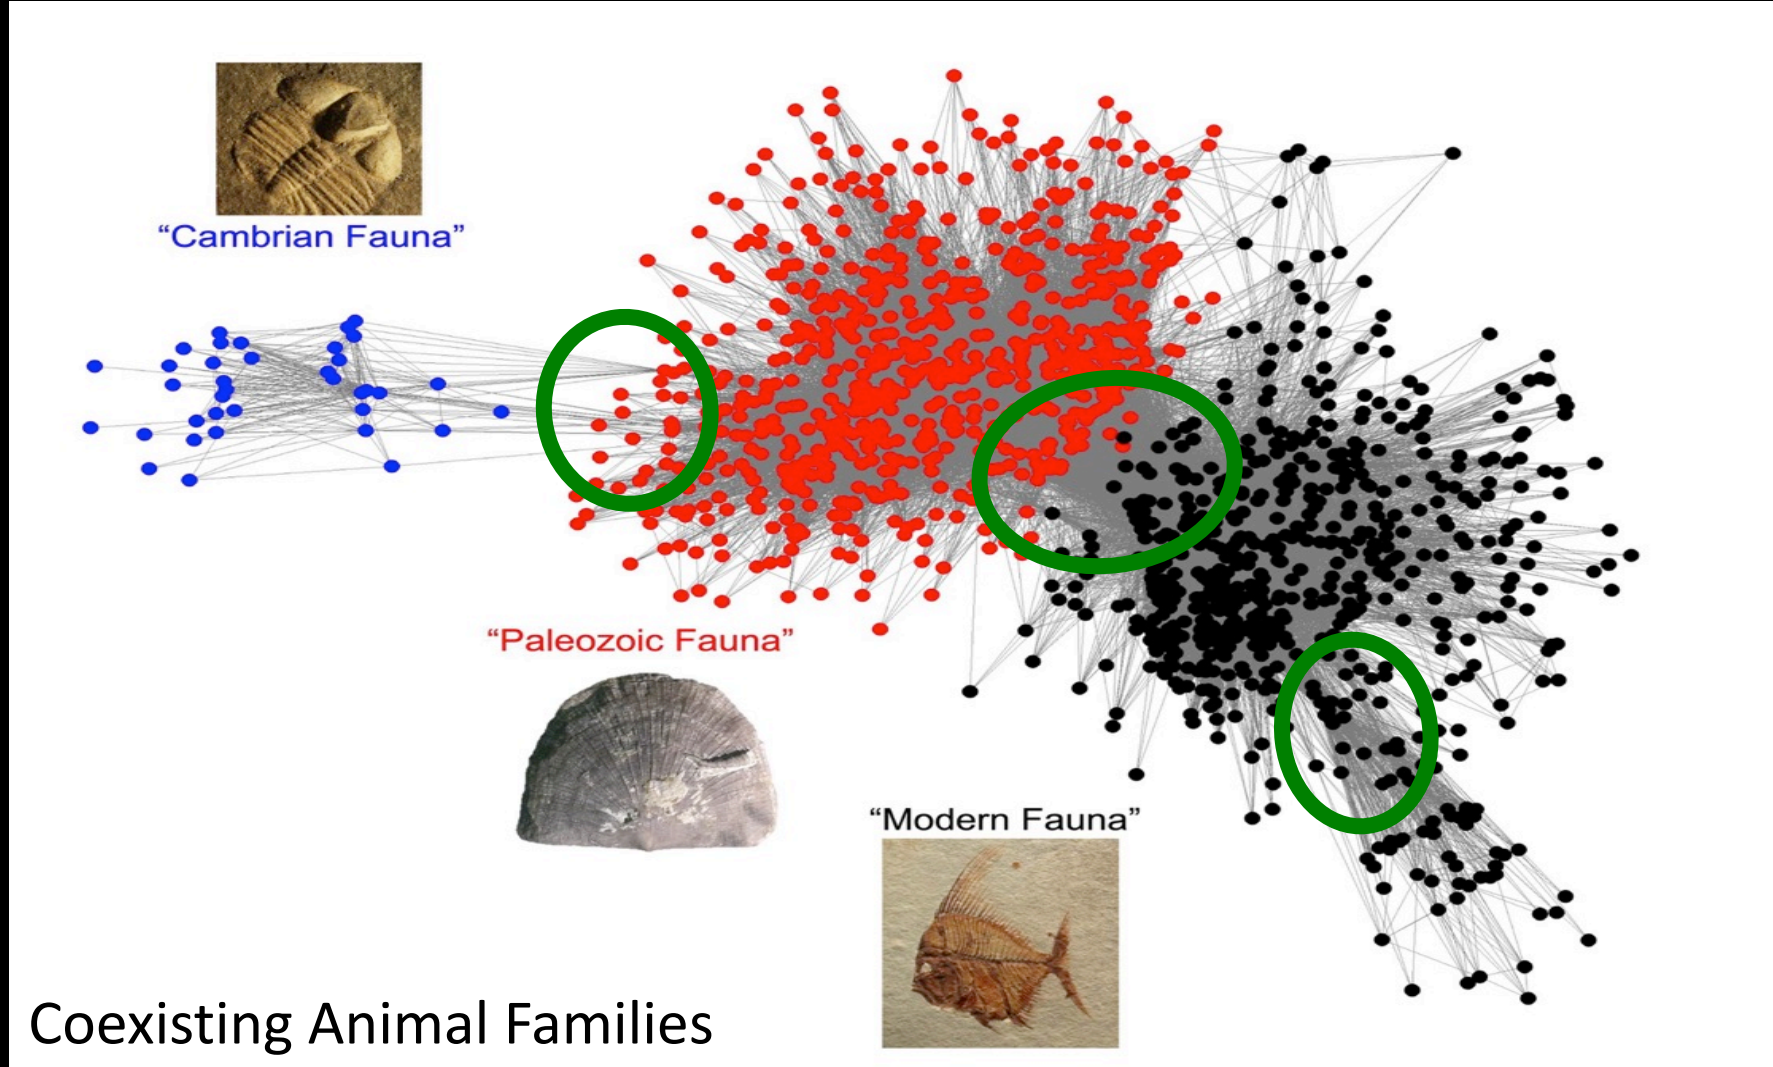 “Cambrian Fauna”
“Paleozoic Fauna”
“Modern Fauna”
Coexisting Animal Families